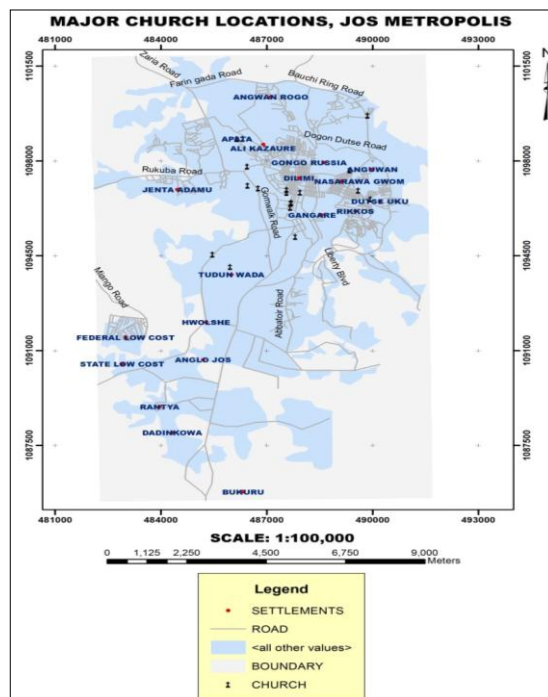 MAJOR CHURCH LOCATIONS, JOS METROPOLIS
481000 484000 487000 490000 493000
N
1101500
1101500
Zaria Road
Farin gada Road
Bauchi Ring Road
ANGWAN ROGO
Dogon Dutse Road
APATA
ALI KAZAURE
1098000
1098000
GONGO RUSSIA
Rukuba Road
ANGWAN
DILIMI
NASARAWA GWOM
JENTA ADAMU
Gomwalk Road
DUTSE UKU
GANGARE
RIKKOS
1094500
1094500
Liberty Blvd
TUDUN WADA
Mango Road
Abbatoir Road
HWOLSHE
FEDERAL LOW COST
1091000
1091000
STATE LOW COST
ANGLO JOS
RANTYA
DADINKOWA
1087500
1087500
BUKURU
481000 484000 487000 490000 493000
SCALE: 1:100,000
0 1,125 2,250 4,500 6,750 9,000
Meters
Legend
SETTLEMENTS
ROAD
<all other values>
BOUNDARY
CHURCH